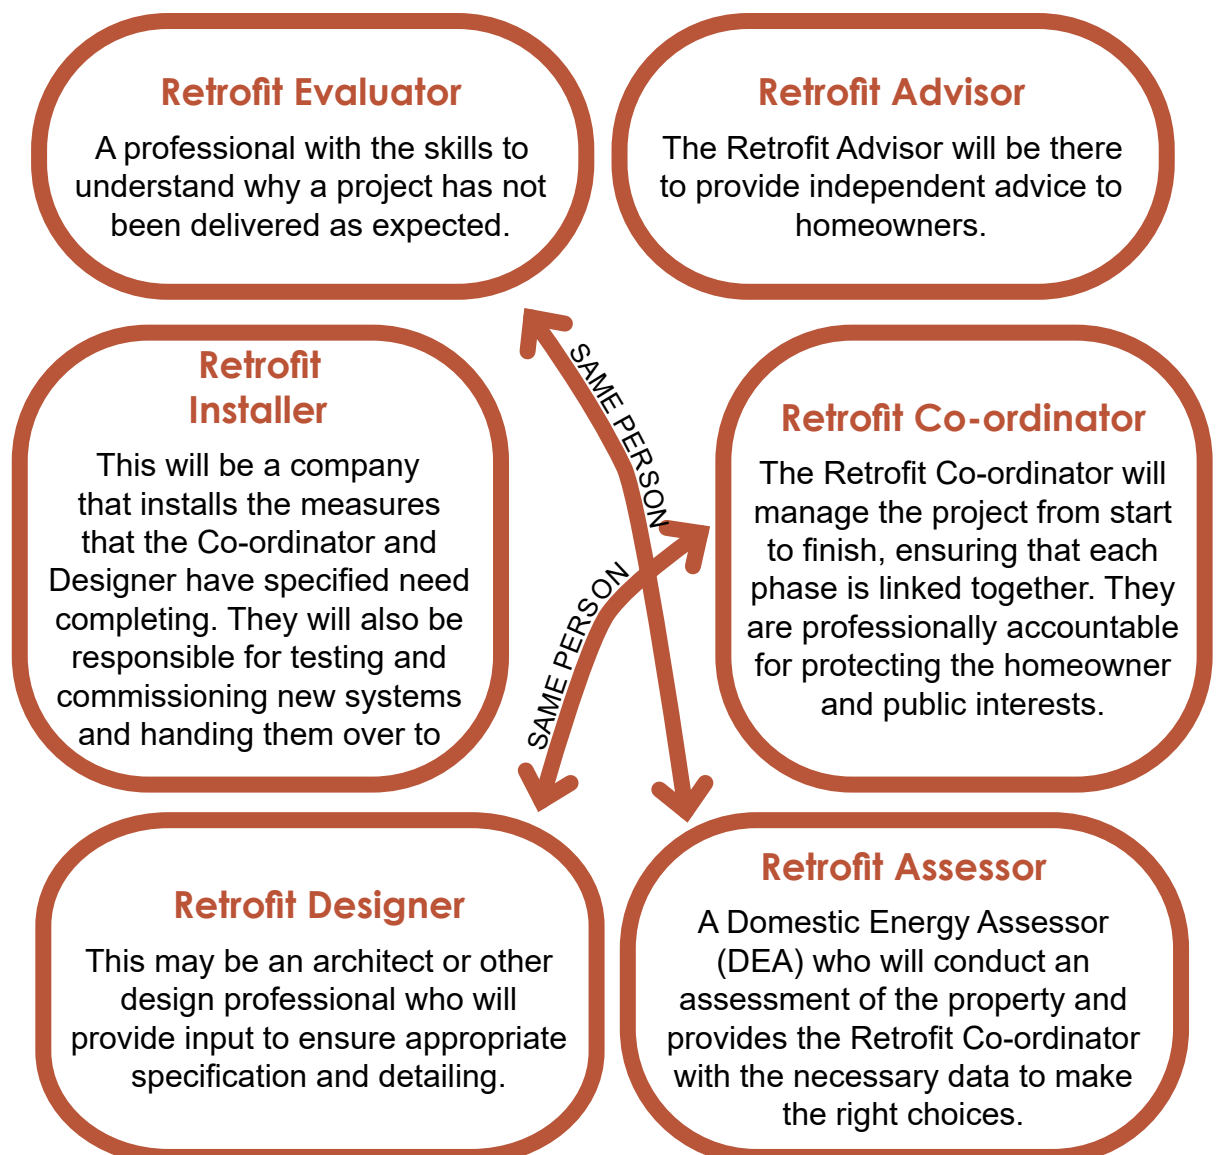 Retrofit Evaluator
A professional with the skills to
understand why a project has not
been delivered as expected.
Retrofit Advisor
The Retrofit Advisor will be there
to provide independent advice to
homeowners.
Retrofit
Installer
This will be a company
that installs the measures
that the Co-ordinator and
Designer have specified need
completing. They will also be
responsible for testing and
commissioning new systems
and handing them over to
SAME PERSON
SAME PERSON
Retrofit Co-ordinator
The Retrofit Co-ordinator will
manage the project from start
to finish, ensuring that each
phase is linked together. They
are professionally accountable
for protecting the homeowner
and public interests.
Retrofit Designer
This may be an architect or other
design professional who will
provide input to ensure appropriate
specification and detailing.
Retrofit Assessor
A Domestic Energy Assessor
(DEA) who will conduct an
assessment of the property and
provides the Retrofit Co-ordinator
with the necessary data to make
the right choices.